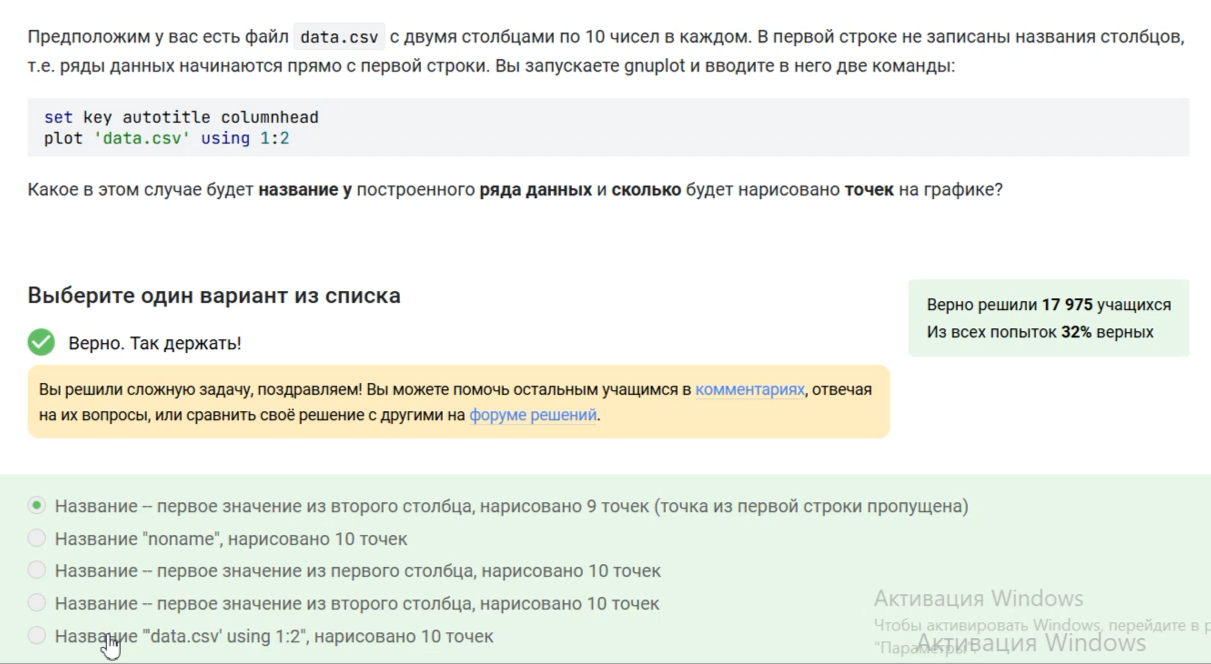 Предположим у вас есть файл data.csv с двумя столбцами по 10 чисел в каждом. В первой строке не записаны названия столбцов,
т.е. ряды данных начинаются прямо с первой строки. Вы запускаете gnuplot и вводите в него две команды:
set key autotitle columnhead
plot 'data.csv' using 1:2
Какое в этом случае будет название у построенного ряда данных и сколько будет нарисовано точек на графике?
Выберите один вариант из списка
Верно решили 17 975 учащихся
Из всех попыток 32% верных
Верно. Так держать!
Вы решили сложную задачу, поздравляем! Вы можете помочь остальным учащимся в комментариях, отвечая
на их вопросы, или сравнить своё решение с другими на форуме решений.
Название -- первое значение из второго столбца, нарисовано 9 точек (точка из первой строки пропущена)
Название "noname", нарисовано 10 точек
Название -- первое значение из первого столбца, нарисовано 10 точек
Название -- первое значение из второго столбца, нарисовано 10 точек
Название "'data.csv' using 1:2", нарисовано 10 точек
Активация Windows
Чтобы активировать Windows, перейдите в
"Параметры".
Активация Windows